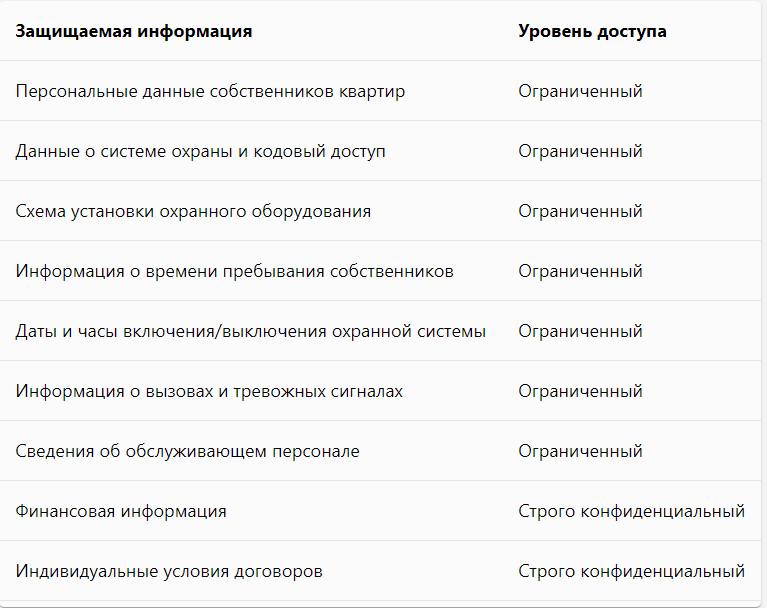 Защищаемая информация Уровень доступа
Персональные данные собственников квартир Ограниченный
Данные о системе охраны и кодовый доступ Ограниченный
Схема установки охранного оборудования Ограниченный
Информация о времени пребывания собственников Ограниченный
Даты и часы включения/выключения охранной системы Ограниченный
Информация о вызовах и тревожных сигналах Ограниченный
Сведения об обслуживающем персонале Ограниченный
Финансовая информация Строго конфиденциальный
Индивидуальные условия договоров Строго конфиденциальный